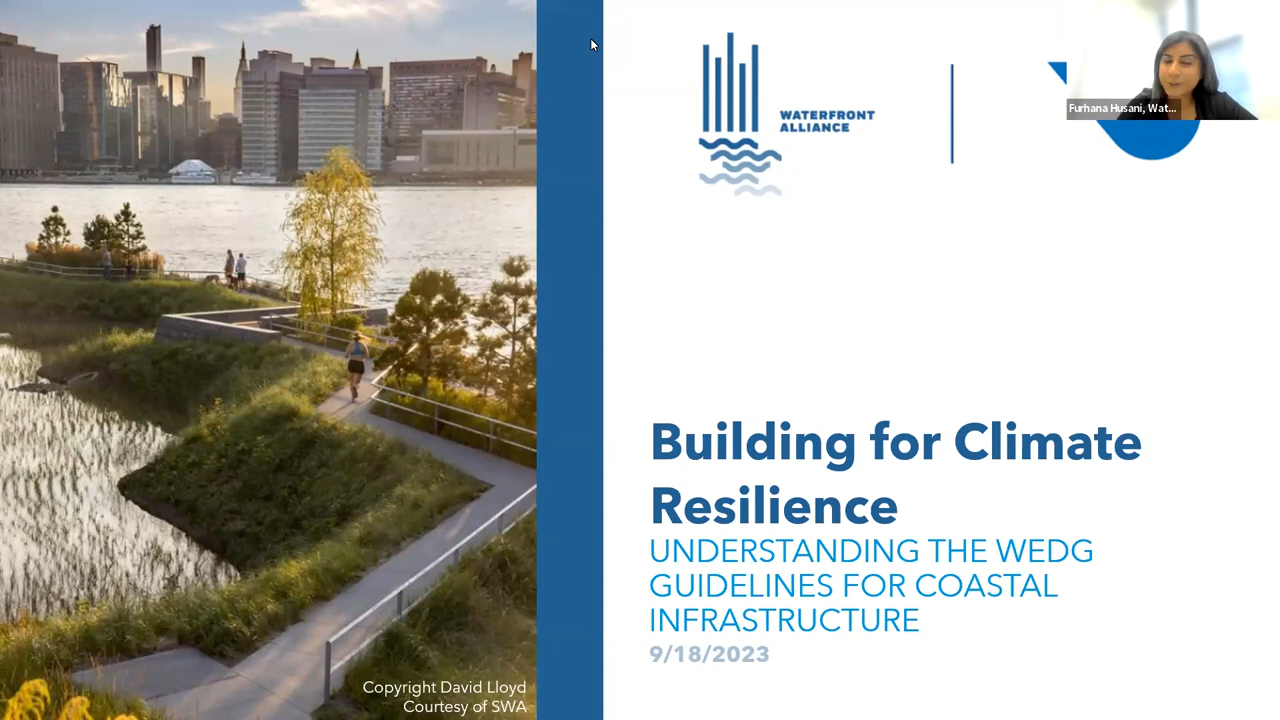 WATERFRONT
ALLIANCE
Furhana Husani, Wat...
Building for Climate
Resilience
UNDERSTANDING THE WEDG
GUIDELINES FOR COASTAL
INFRASTRUCTURE
9/18/2023
Copyright David Lloyd
Courtesy of SWA